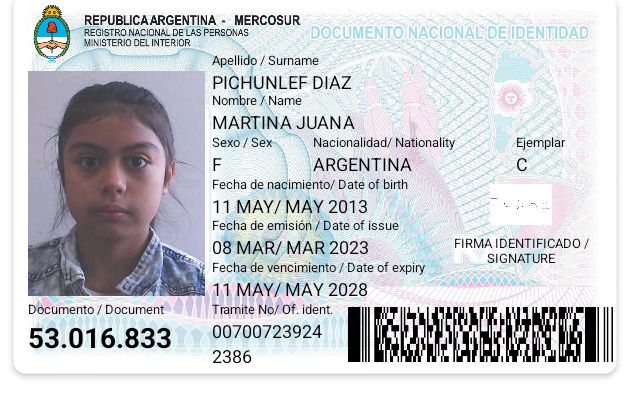 REPUBLICA ARGENTINA - MERCOSUR
REGISTRO NACIONAL DE LAS PERSONAS
MINISTERIO DEL INTERIOR
DOCUMENTO NACIONAL DE IDENTIDAD
Apellido / Surname
PICHUNLEF DIAZ
Nombre / Name
MARTINA JUANA
Sexo / Sex Nacionalidad/ Nationality Ejemplar
F ARGENTINA C
Fecha de nacimiento/ Date of birth
11 MAY/ MAY 2013
Fecha de emisión / Date of issue
08 MAR/ MAR 2023
FIRMA IDENTIFICADO /
SIGNATURE
Fecha de vencimiento / Date of expiry
11 MAY/ MAY 2028
Documento / Document
53.016.833
Tramite No/ Of. ident.
00700723924
2386